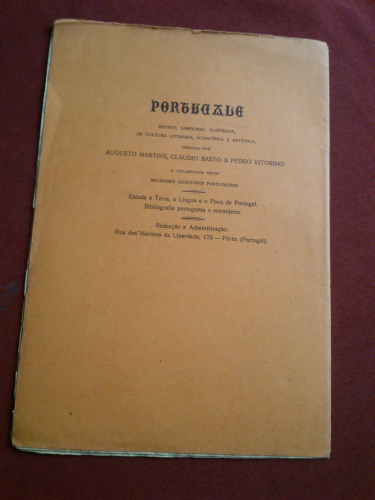 PORTUCALE
REVISTA BIMESTRAL ILUSTRADA,
DE CULTURA LITERÁRIA, SCIENTÍFICA E ARTÍSTICA,
DIRIGIDA POR
AUGUSTO MARTINS, CLÁUDIO BASTO & PEDRO VITORINO
E COLABORADA PELOS
MELHORES ESCRITORES PORTUGUESES
Estuda a Terra, a Língua e o Povo de Portugal.
Bibliografia portuguesa e estranjeira.
Redacção e Administração:
Rua dos Mártires da Liberdade, 178 — Pôrto (Portugal).